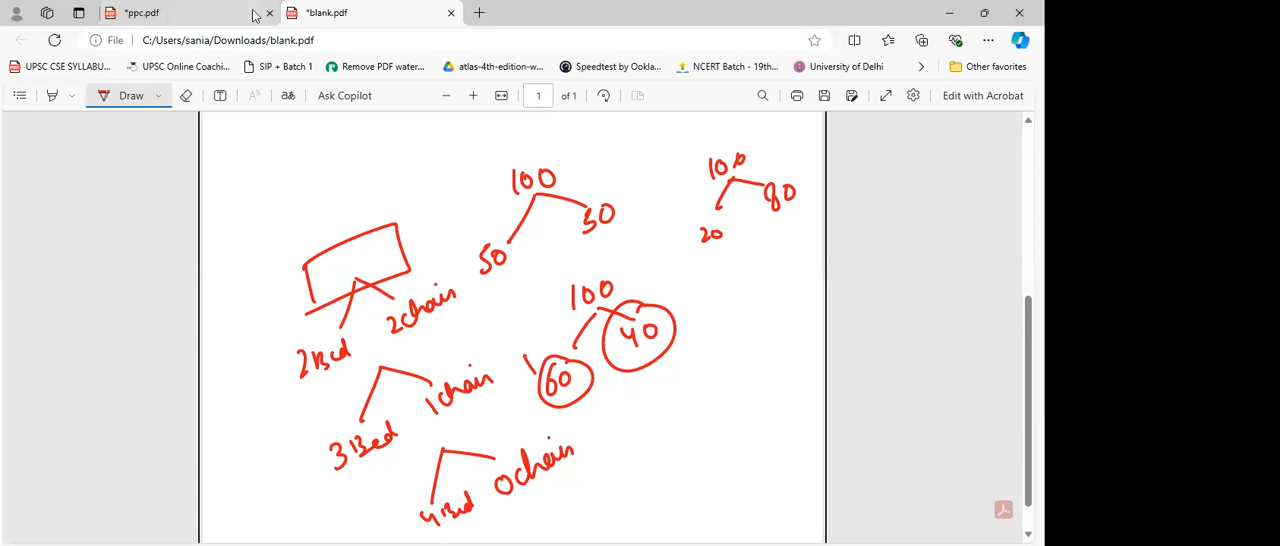 *ppc.pdf
*blank.pdf
File C:/Users/sania/Downloads/blank.pdf
UPSC CSE SYLLABU... UPSC Online Coachi... SIP + Batch 1 Remove PDF water... atlas-4th-edition-w... Speedtest by Ookla... NCERT Batch - 19th... University of Delhi Other favorites
Draw Ask Copilot 1 of 1 Edit with Acrobat
100
50 50
100
20 80
2 Bed 2 chair
100
60 40
3 Bed 1 chair
4 Bed 0 chair